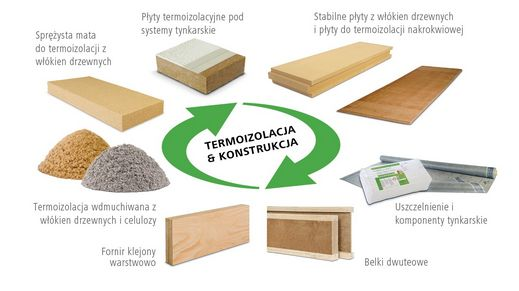 Płyty termoizolacyjne pod
systemy tynkarskie
Stabilne płyty z włókien drzewnych
i płyty do termoizolacji nakrokwiowej
Sprężysta mata
do termoizolacji z
włókien drzewnych
TERMOIZOLACJA
& KONSTRUKCJA
Termoizolacja wdmuchiwana z
włókien drzewnych i celulozy
Uszczelnienie i
komponenty tynkarskie
Fornir klejony
warstwowo
Belki dwuteowe